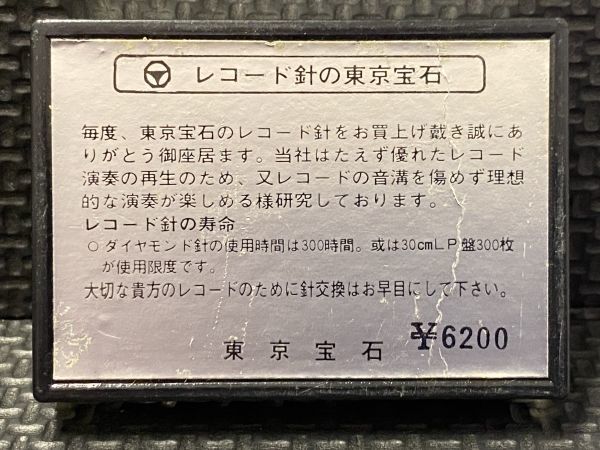 レコード針の東京宝石
毎度、東京宝石のレコード針をお買上げ戴き誠にあ
りがとう御座居ます。当社はたえず優れたレコード
演奏の再生のため、又レコードの音溝を傷めず理想
的な演奏が楽しめる様研究しております。
レコード針の寿命
○ダイヤモンド針の使用時間は300時間。或は30cmLP盤300枚
が使用限度です。
大切な貴方のレコードのために針交換はお早目にして下さい。
¥6200
東京宝石